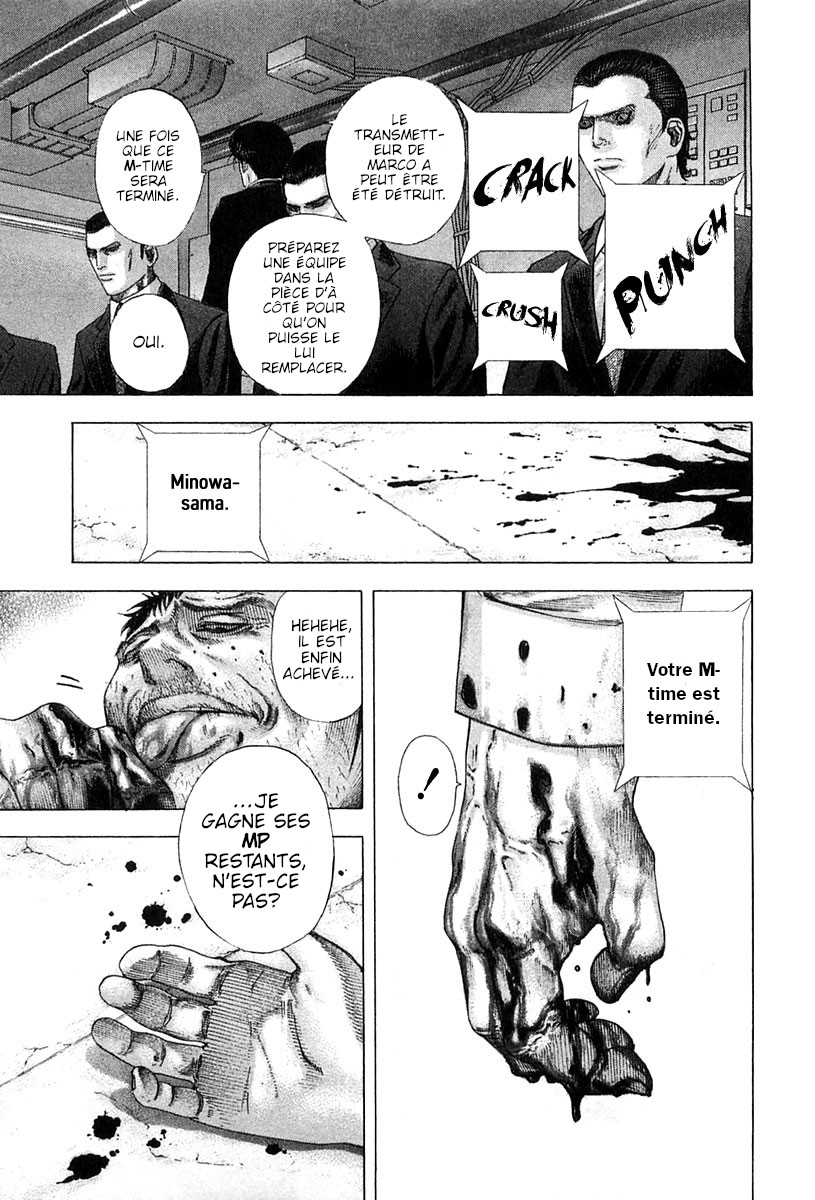 CRACK
PUNCH
CRUSH
LE
TRANSMETT-
EUR DE
MARCO A
PEUT ÊTRE
ÉTÉ DÉTRUIT.
PRÉPAREZ
UNE ÉQUIPE
DANS LA
PIÈCE D'À
CÔTÉ POUR
QU'ON
PUISSE LE
LUI
REMPLACER.
UNE FOIS
QUE CE
M-TIME
SERA
TERMINÉ.
OUI.
Minowa-
sama.
Votre M-
time est
terminé.
!
HEHEHE,
IL EST
ENFIN
ACHEVÉ...
...JE
GAGNE SES
MP
RESTANTS,
N'EST-CE
PAS?